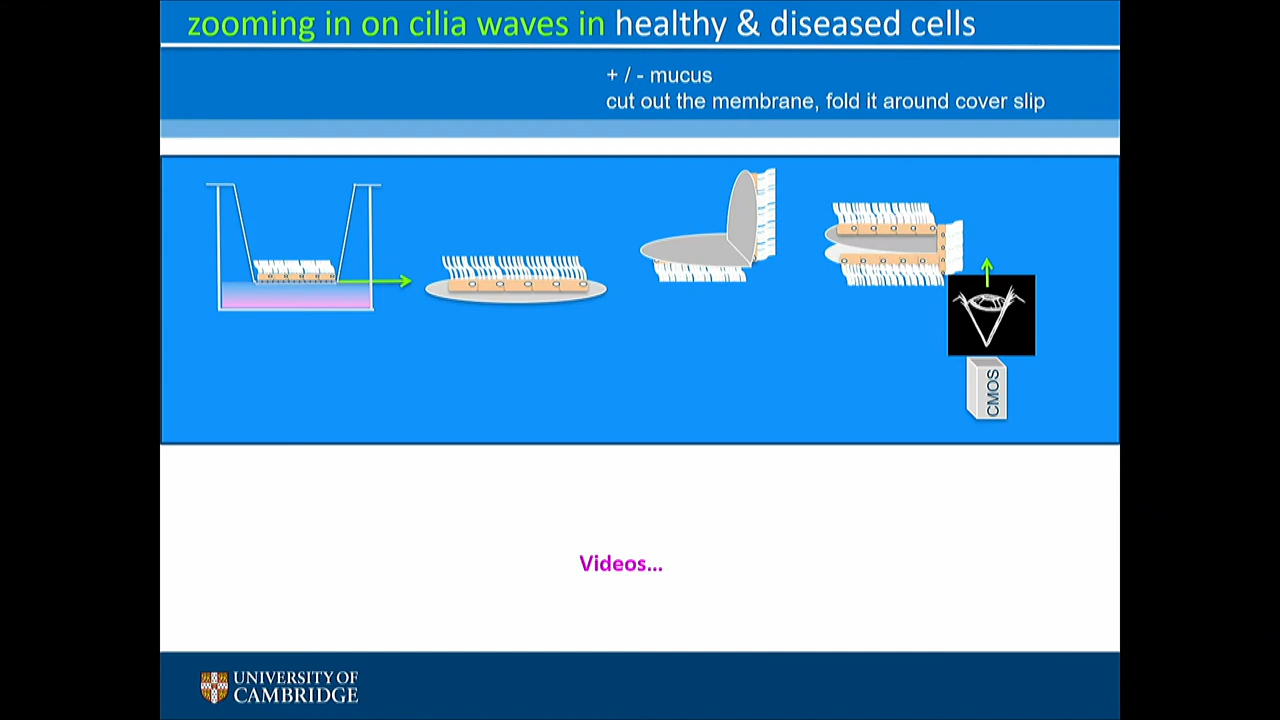 zooming in on cilia waves in healthy & diseased cells
+ / - mucus
cut out the membrane, fold it around cover slip
CMOS
Videos...
UNIVERSITY OF
CAMBRIDGE